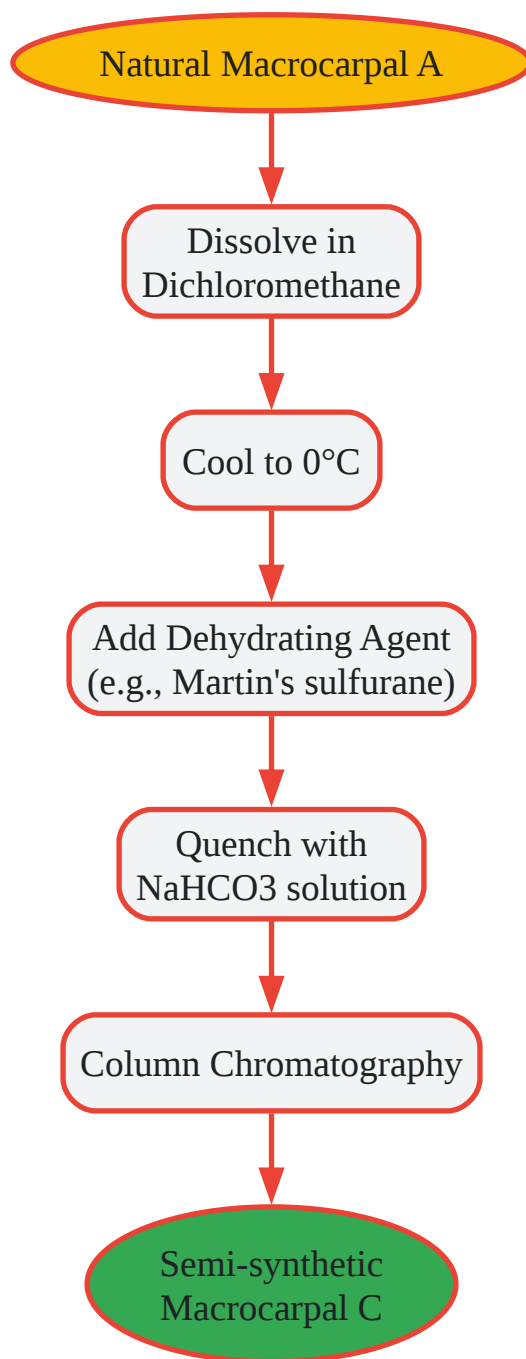 Natural Macrocarpal A
Dissolve in
Dichloromethane
Cool to 0°C
Add Dehydrating Agent
(e.g., Martin's sulfurane)
Quench with
NaHCO3 solution
Column Chromatography
Semi-synthetic
Macrocarpal C